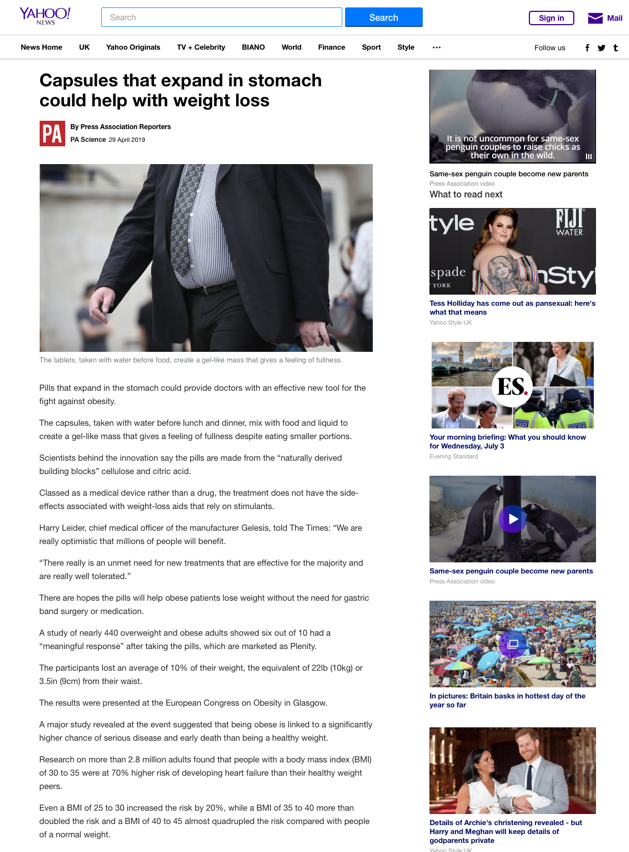 YAHOO!
NEWS
Search
Search
Sign in
Mail
News Home
UK
Yahoo Originals
TV + Celebrity
BIANO
World
Finance
Sport
Style
•••
Follow us
Capsules that expand in stomach
could help with weight loss
PA
By Press Association Reporters
PA Science 29 April 2019
The tablets, taken with water before food, create a gel-like mass that gives a feeling of fullness.
Pills that expand in the stomach could provide doctors with an effective new tool for the
fight against obesity.
The capsules, taken with water before lunch and dinner, mix with food and liquid to
create a gel-like mass that gives a feeling of fullness despite eating smaller portions.
Scientists behind the innovation say the pills are made from the “naturally derived
building blocks” cellulose and citric acid.
Classed as a medical device rather than a drug, the treatment does not have the side-
effects associated with weight-loss aids that rely on stimulants.
Harry Leider, chief medical officer of the manufacturer Gelesis, told The Times: “We are
really optimistic that millions of people will benefit.
“There really is an unmet need for new treatments that are effective for the majority and
are really well tolerated.”
There are hopes the pills will help obese patients lose weight without the need for gastric
band surgery or medication.
A study of nearly 440 overweight and obese adults showed six out of 10 had a
“meaningful response” after taking the pills, which are marketed as Plenity.
The participants lost an average of 10% of their weight, the equivalent of 22lb (10kg) or
3.5in (9cm) from their waist.
The results were presented at the European Congress on Obesity in Glasgow.
A major study revealed at the event suggested that being obese is linked to a significantly
higher chance of serious disease and early death than being a healthy weight.
Research on more than 2.8 million adults found that people with a body mass index (BMI)
of 30 to 35 were at 70% higher risk of developing heart failure than their healthy weight
peers.
Even a BMI of 25 to 30 increased the risk by 20%, while a BMI of 35 to 40 more than
doubled the risk and a BMI of 40 to 45 almost quadrupled the risk compared with people
of a normal weight.
It is not uncommon for same-sex
penguin couples to raise chicks as
their own in the wild.
Same-sex penguin couple become new parents
Press Association video
What to read next
tyle
FIJI
WATER
spade
YORK
nStyl
Tess Holliday has come out as pansexual: here's
what that means
Yahoo Style UK
ES.
Your morning briefing: What you should know
for Wednesday, July 3
Evening Standard
Same-sex penguin couple become new parents
Press Association video
In pictures: Britain basks in hottest day of the
year so far
Details of Archie's christening revealed - but
Harry and Meghan will keep details of
godparents private
Yahoo Style UK